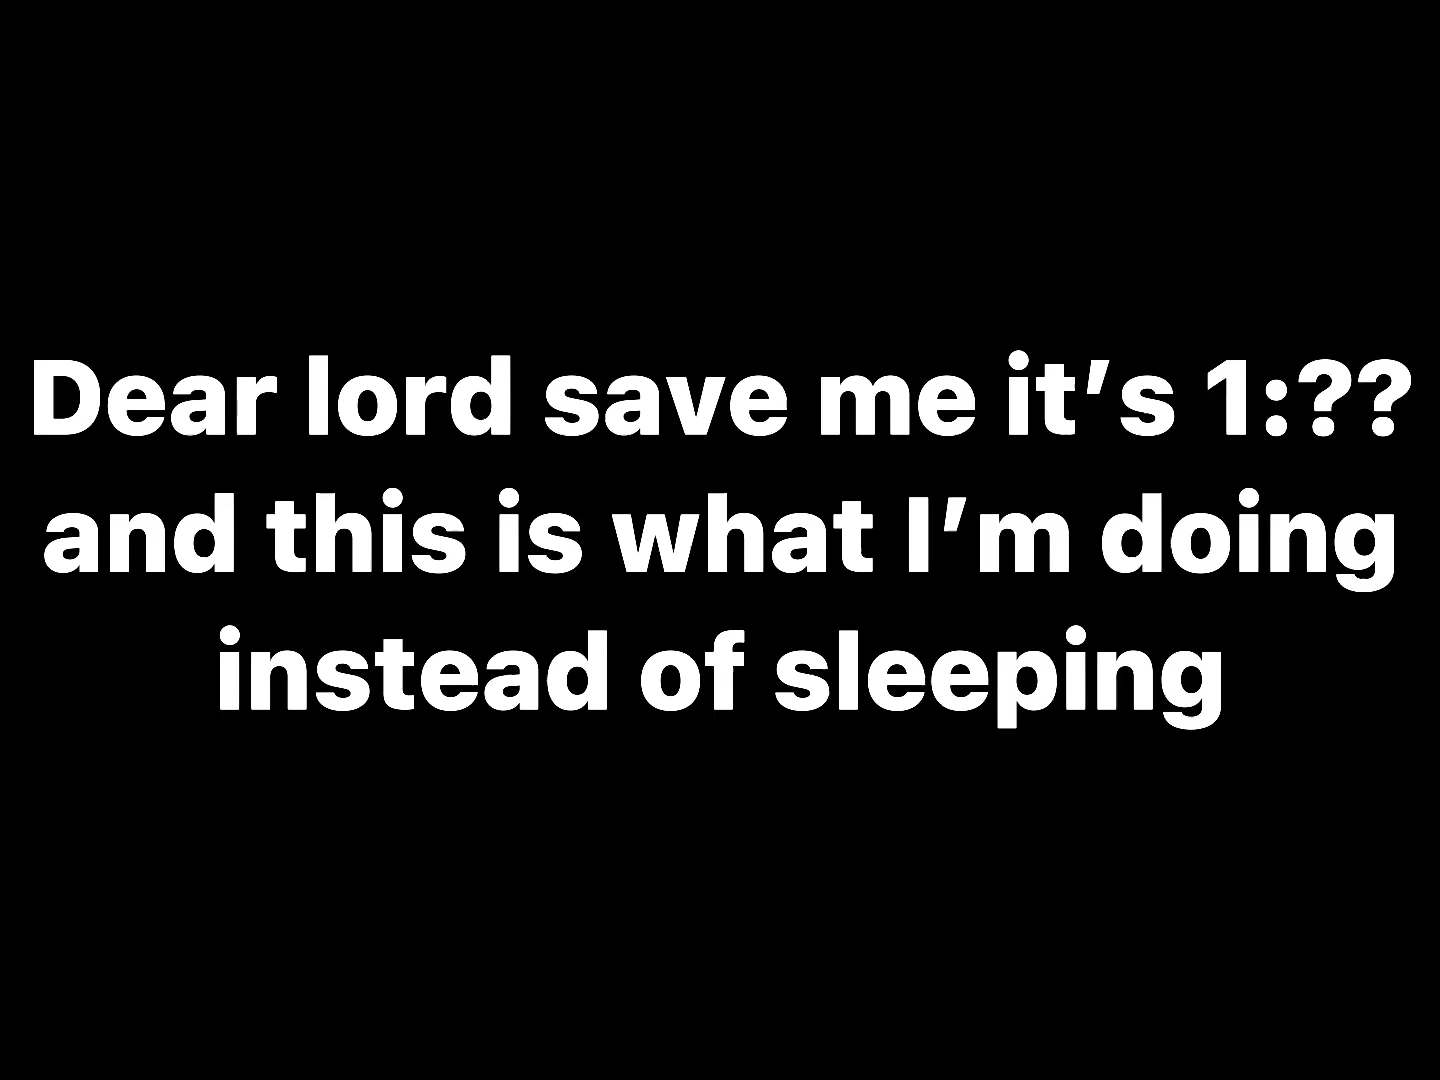 Dear lord save me it’s 1:??
and this is what I’m doing
instead of sleeping